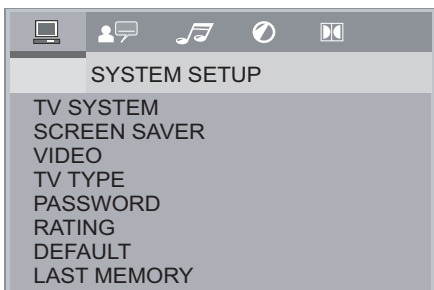 SYSTEM SETUP
TV SYSTEM
SCREEN SAVER
VIDEO
TV TYPE
PASSWORD
RATING
DEFAULT
LAST MEMORY